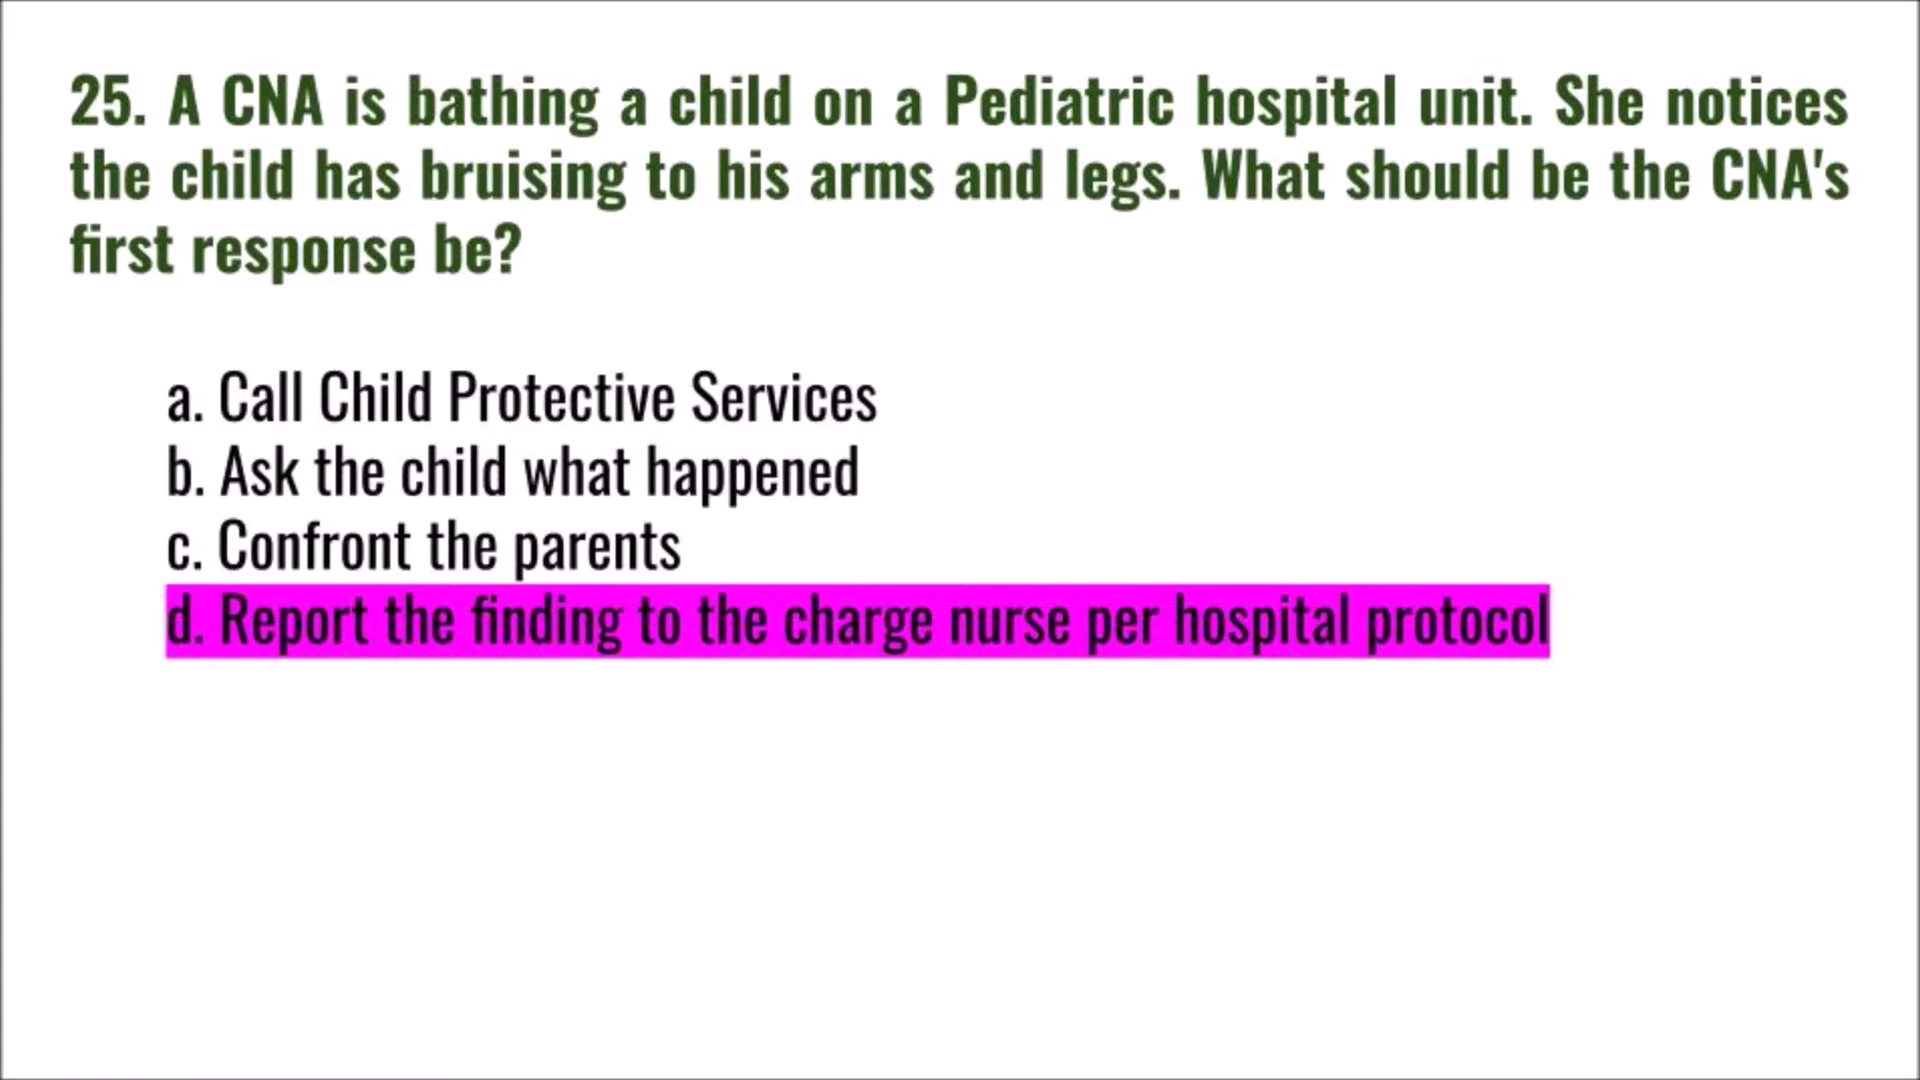 25. A CNA is bathing a child on a Pediatric hospital unit. She notices
the child has bruising to his arms and legs. What should be the CNA's
first response be?
a. Call Child Protective Services
b. Ask the child what happened
c. Confront the parents
d. Report the finding to the charge nurse per hospital protocol